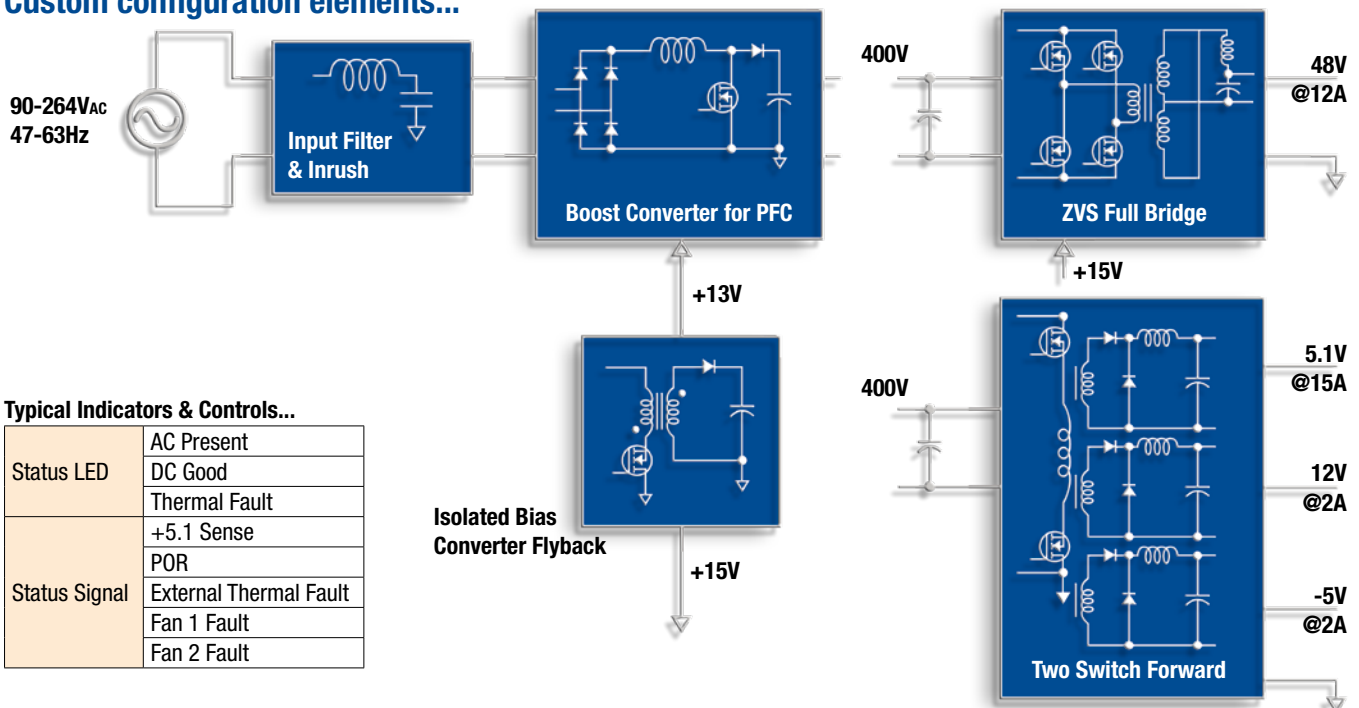 Custom configuration elements...
90-264VAC
47-63Hz
Input Filter
& Inrush
Boost Converter for PFC
400V
ZVS Full Bridge
48V
@12A
+15V
+13V
Isolated Bias
Converter Flyback
+15V
400V
5.1V
@15A
12V
@2A
-5V
@2A
Two Switch Forward
Typical Indicators & Controls...
Status LED
AC Present
DC Good
Thermal Fault
Status Signal
+5.1 Sense
POR
External Thermal Fault
Fan 1 Fault
Fan 2 Fault